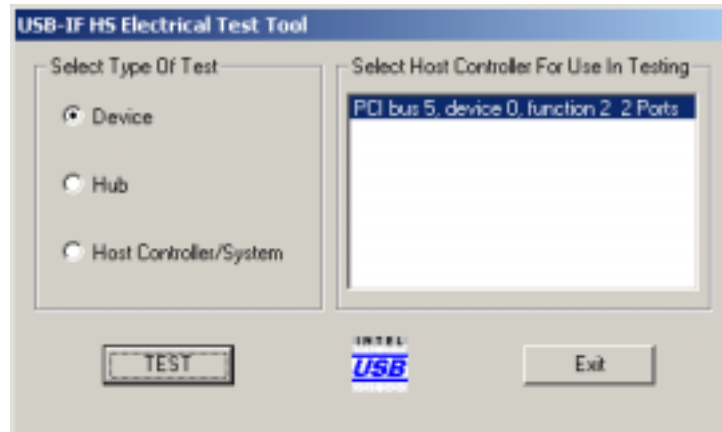 USB-IF HS Electrical Test Tool
Select Type Of Test
Device
Hub
Host Controller/System
Select Host Controller For Use In Testing
PCI bus 5, device 0, function 2 2 Ports
TEST
INTEL
USB
Exit